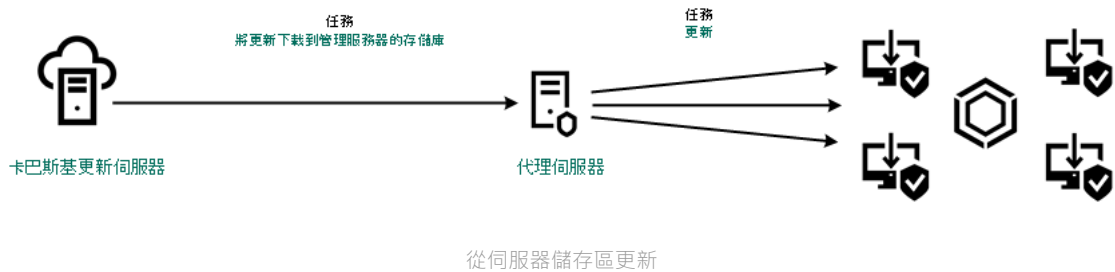 任務
將更新下載到管理服務器的存儲庫
任務
更新
卡巴斯基更新伺服器
代理伺服器
從伺服器儲存區更新